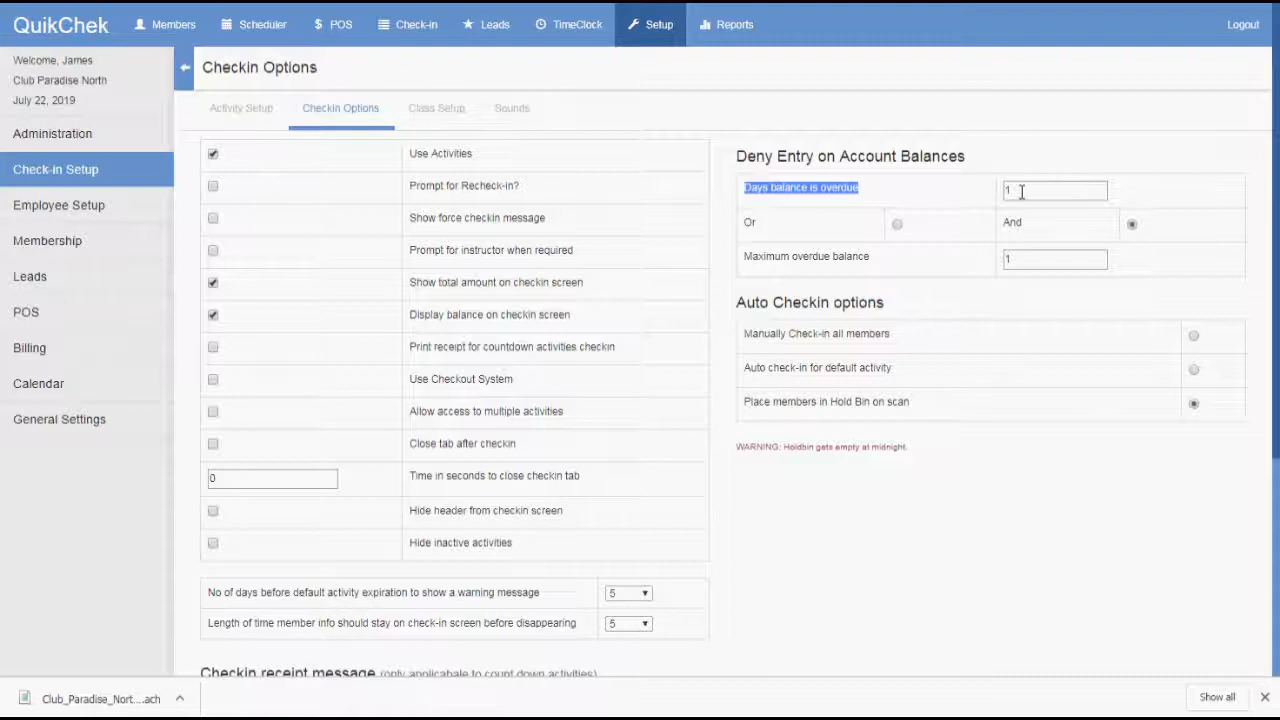 QuikChek
Members
Scheduler
$ POS
Check-in
Leads
TimeClock
Setup
Reports
Logout
Welcome, James
Club Paradise North
July 22, 2019
Administration
Check-in Setup
Employee Setup
Membership
Leads
POS
Billing
Calendar
General Settings
Checkin Options
Activity Setup
Checkin Options
Class Setup
Sounds
Use Activities
Prompt for Recheck-in?
Show force checkin message
Prompt for instructor when required
Show total amount on checkin screen
Display balance on checkin screen
Print receipt for countdown activities checkin
Use Checkout System
Allow access to multiple activities
Close tab after checkin
0 Time in seconds to close checkin tab
Hide header from checkin screen
Hide inactive activities
No of days before default activity expiration to show a warning message 5
Length of time member info should stay on check-in screen before disappearing 5
Checkin receipt message (only applicabale to count down activities)
Deny Entry on Account Balances
Days balance is overdue 1
Or And
Maximum overdue balance 1
Auto Checkin options
Manually Check-in all members
Auto check-in for default activity
Place members in Hold Bin on scan
WARNING: Holdbin gets empty at midnight.
Club_Paradise_Nort....ach
Show all